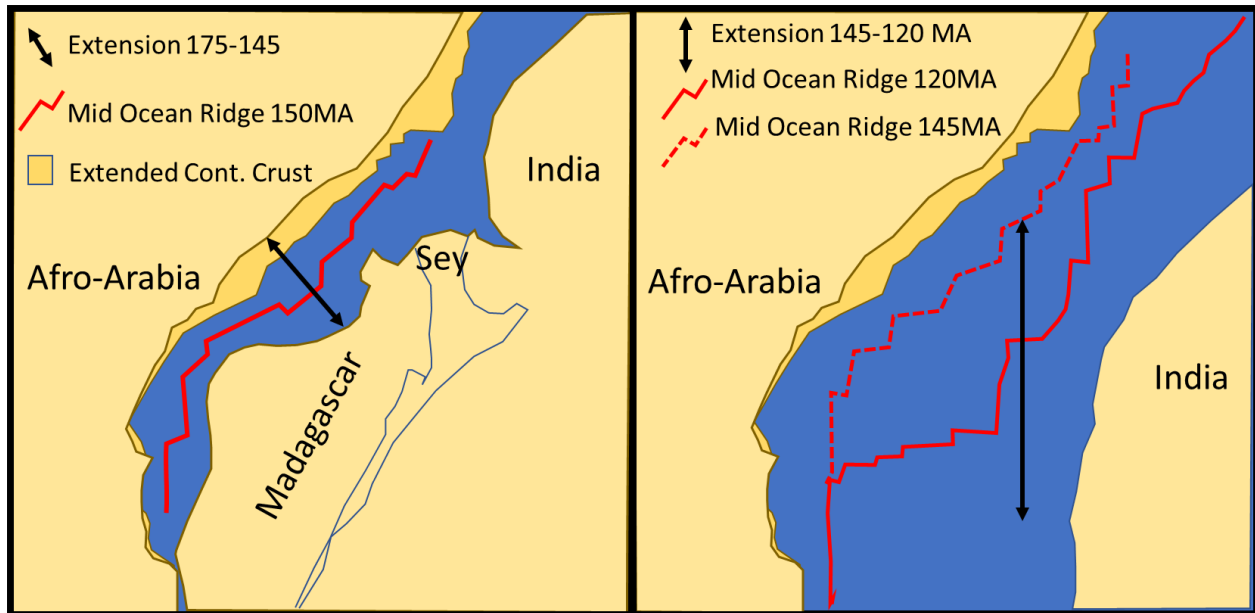 Extension 175-145
Mid Ocean Ridge 150MA
Extended Cont. Crust
India
Sey
Afro-Arabia
Madagascar
Extension 145-120 MA
Mid Ocean Ridge 120MA
Mid Ocean Ridge 145MA
Afro-Arabia
India